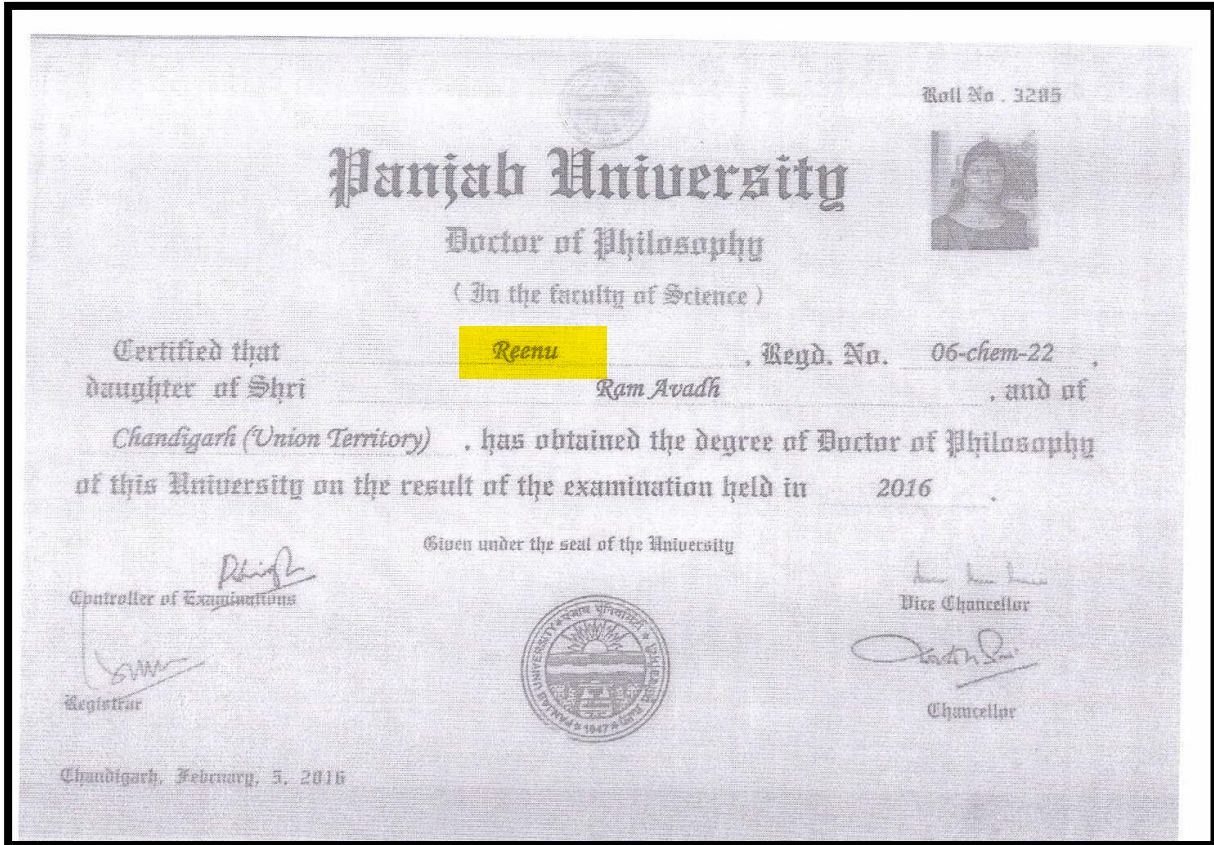 Roll No . 3285
Panjab University
Doctor of Philosophy
( In the faculty of Science )
Certified that Reenu , Regd. No. 06-chem-22 ,
daughter of Shri Ram Avadh , and of
Chandigarh (Union Territory) , has obtained the degree of Doctor of Philosophy
of this University on the result of the examination held in 2016 .
Given under the seal of the University
Controller of Examinations
Vice Chancellor
PANJAB UNIVERSITY
1947
Registrar
Chancellor
Chandigarh, February, 5, 2016